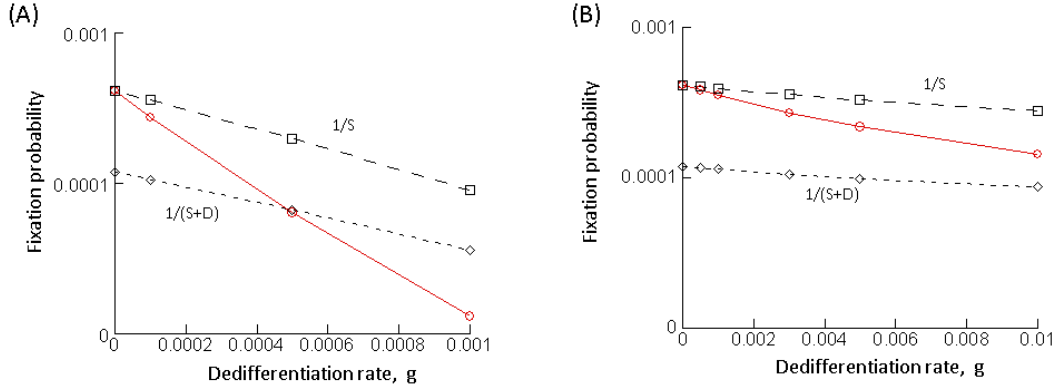 (A)
Fixation probability
0.001
0.0001
0
1/S
1/(S+D)
0 0.0002 0.0004 0.0006 0.0008 0.001
Dedifferentiation rate, g
(B)
Fixation probability
0.001
0.0001
0
1/S
1/(S+D)
0 0.002 0.004 0.006 0.008 0.01
Dedifferentiation rate, g